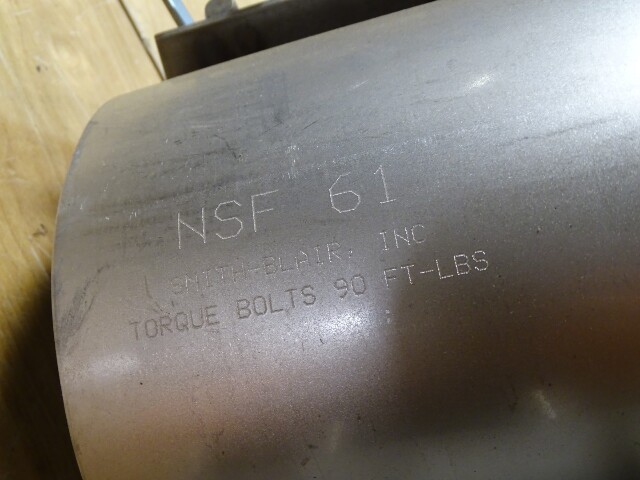 NSF 61
SMITH-BLAIR, INC
TORQUE BOLTS 90 FT-LBS